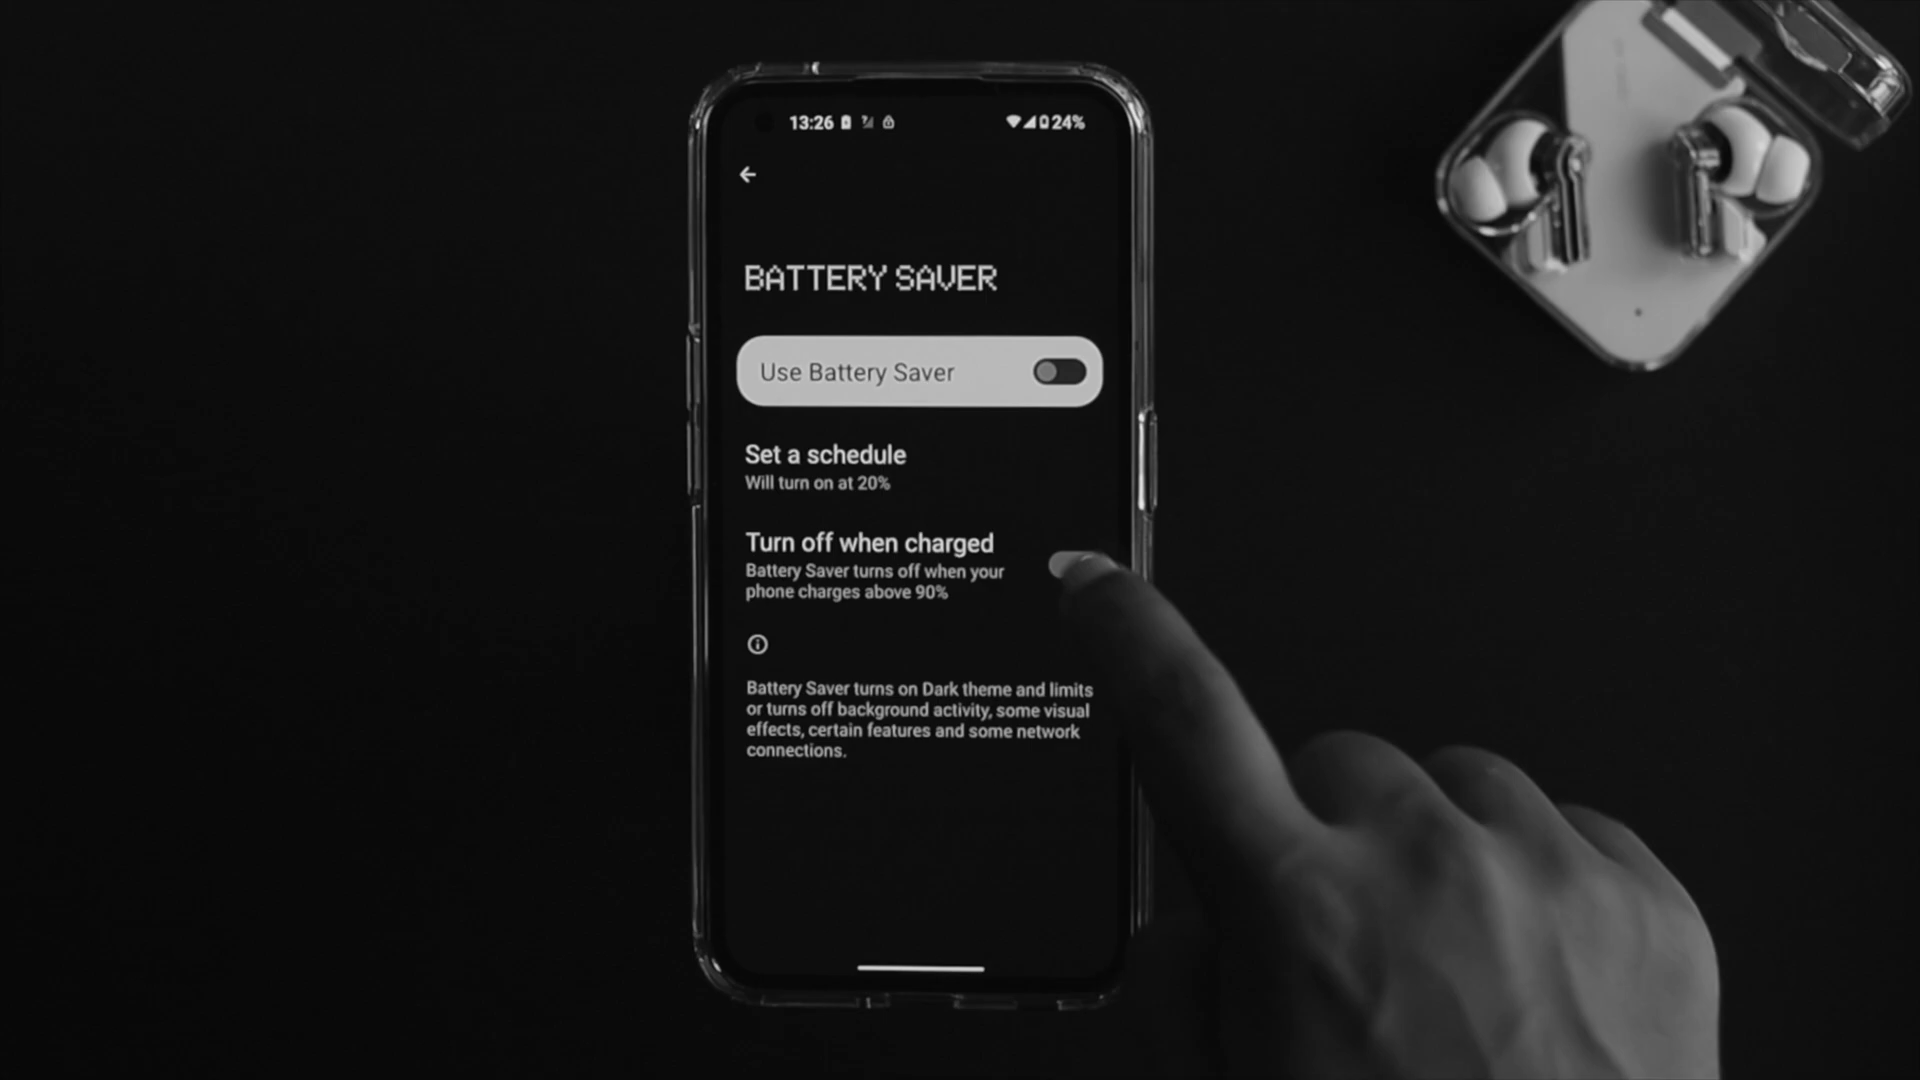 13:26 24%
BATTERY SAVER
Use Battery Saver
Set a schedule
Will turn on at 20%
Turn off when charged
Battery Saver turns off when your
phone charges above 90%
Battery Saver turns on Dark theme and limits
or turns off background activity, some visual
effects, certain features and some network
connections.